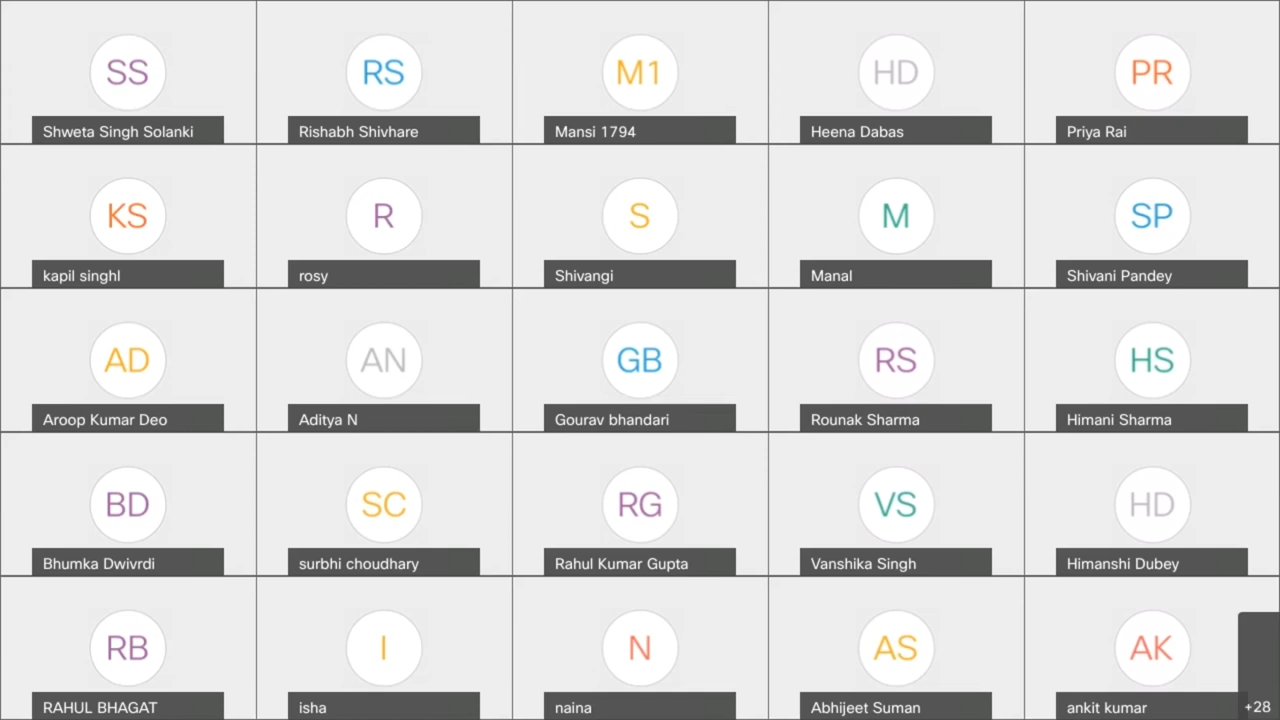 SS
Shweta Singh Solanki
RS
Rishabh Shivhare
M1
Mansi 1794
HD
Heena Dabas
PR
Priya Rai
KS
kapil singhl
R
rosy
S
Shivangi
M
Manal
SP
Shivani Pandey
AD
Aroop Kumar Deo
AN
Aditya N
GB
Gourav bhandari
RS
Rounak Sharma
HS
Himani Sharma
BD
Bhumka Dwivrdi
SC
surbhi choudhary
RG
Rahul Kumar Gupta
VS
Vanshika Singh
HD
Himanshi Dubey
RB
RAHUL BHAGAT
I
isha
N
naina
AS
Abhijeet Suman
AK
ankit kumar
+28